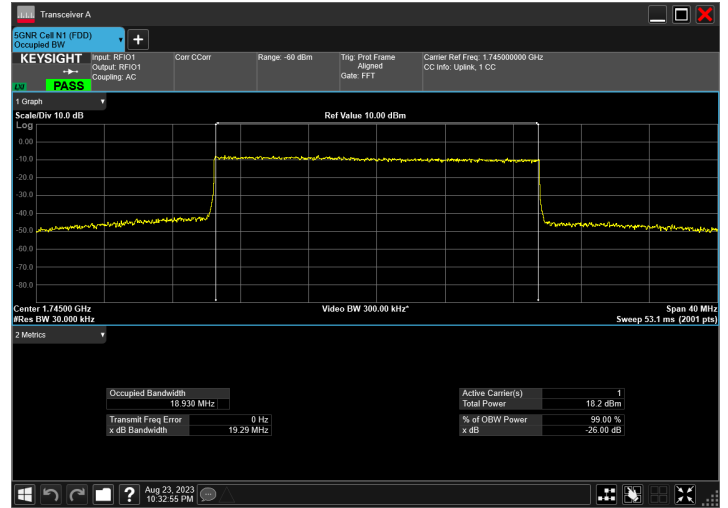 Transceiver A
5GNR Cell N1 (FDD)
Occupied BW
KEYSIGHT
Input: RFIO1
Output: RFIO1
Coupling: AC
Corr CCorr
Range: -60 dBm
Trig: Prot Frame
Aligned
Gate: FFT
Carrier Ref Freq: 1.745000000 GHz
CC Info: Uplink, 1 CC
LXI
PASS
1 Graph
Scale/Div 10.0 dB
Ref Value 10.00 dBm
Log
0.00
-10.0
-20.0
-30.0
-40.0
-50.0
-60.0
-70.0
-80.0
Center 1.74500 GHz
Video BW 300.00 kHz*
Span 40 MHz
#Res BW 30.000 kHz
Sweep 53.1 ms (2001 pts)
2 Metrics
Occupied Bandwidth
18.930 MHz
Active Carrier(s) 1
Total Power 18.2 dBm
Transmit Freq Error 0 Hz
x dB Bandwidth 19.29 MHz
% of OBW Power 99.00 %
x dB -26.00 dB
?
Aug 23, 2023
10:32:55 PM